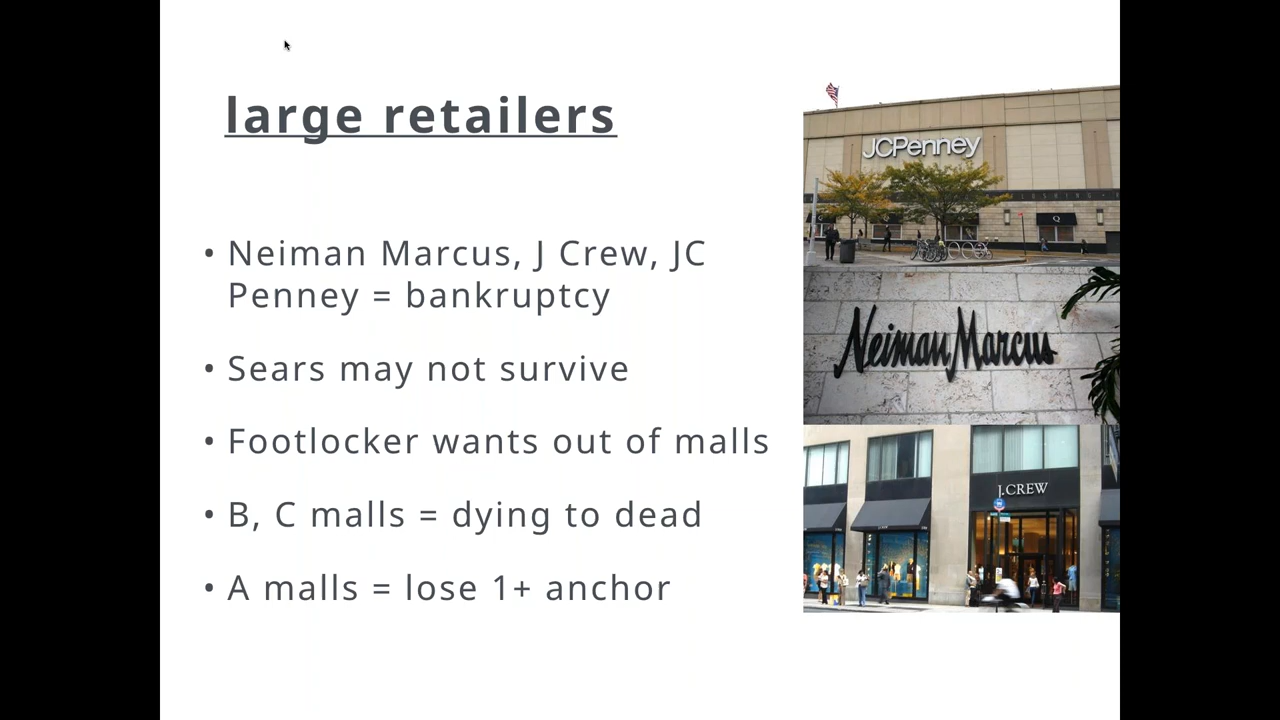 large retailers
• Neiman Marcus, J Crew, JC
Penney = bankruptcy
• Sears may not survive
• Footlocker wants out of malls
• B, C malls = dying to dead
• A malls = lose 1+ anchor
JCPenney
Neiman Marcus
J.CREW